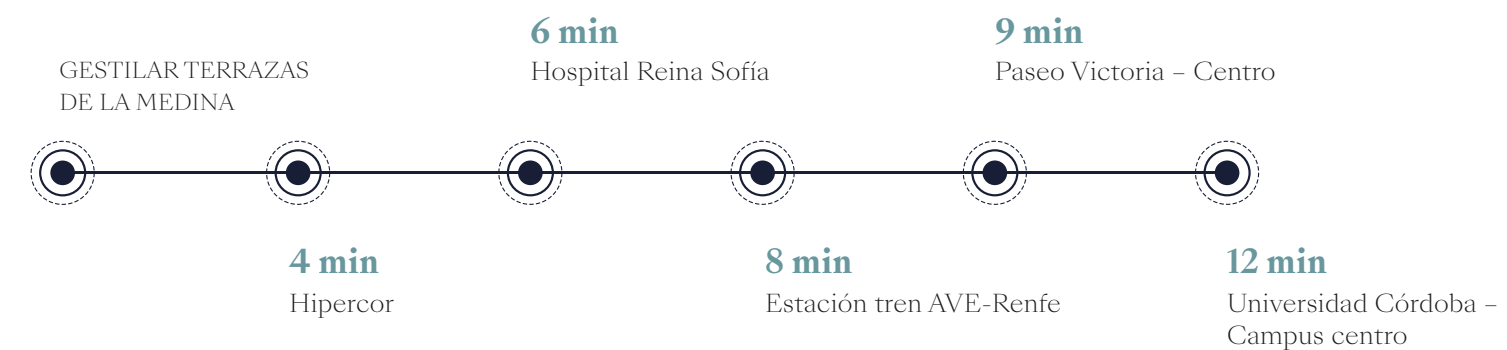 GESTILAR TERRAZAS
DE LA MEDINA
4 min
Hipercor
6 min
Hospital Reina Sofía
8 min
Estación tren AVE-Renfe
9 min
Paseo Victoria – Centro
12 min
Universidad Córdoba –
Campus centro